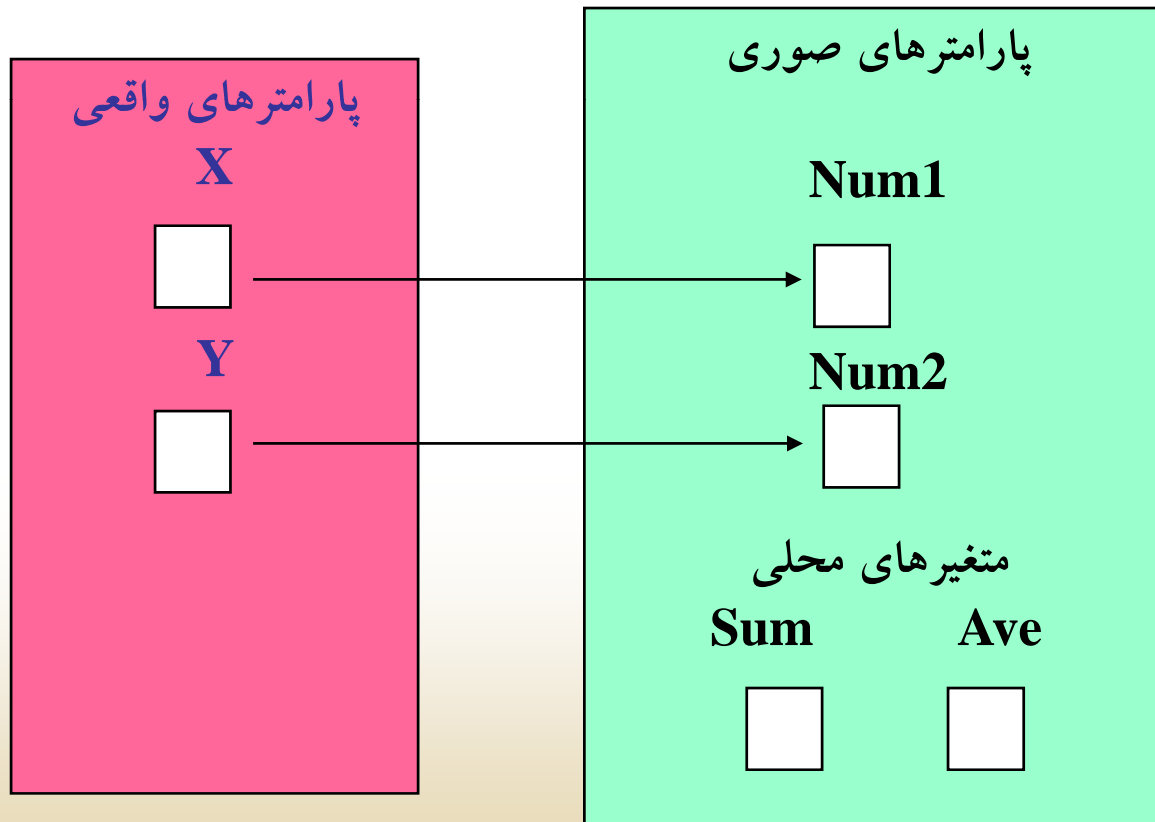 پارامترهای واقعی
X
Y
پارامترهای صوری
Num1
Num2
متغیرهای محلی
Sum Ave